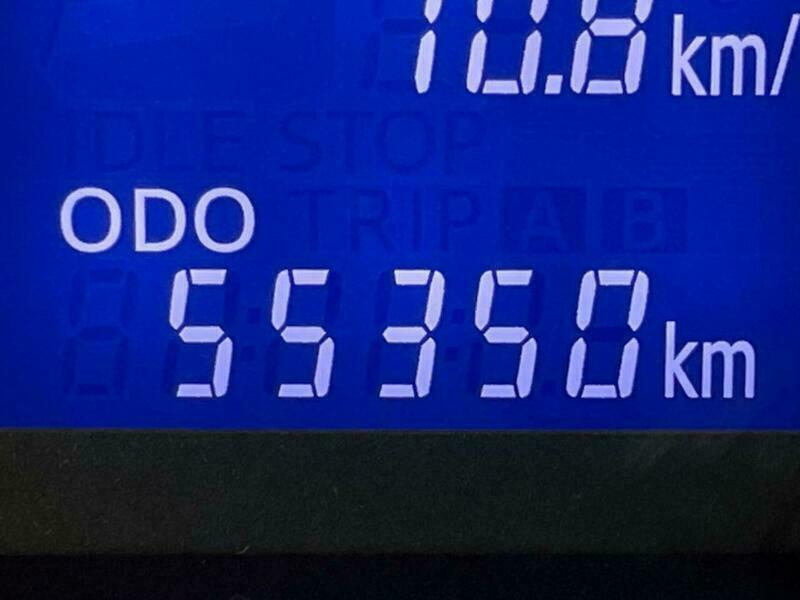 10.8 km/
IDLE STOP
ODO TRIP A B
55350 km